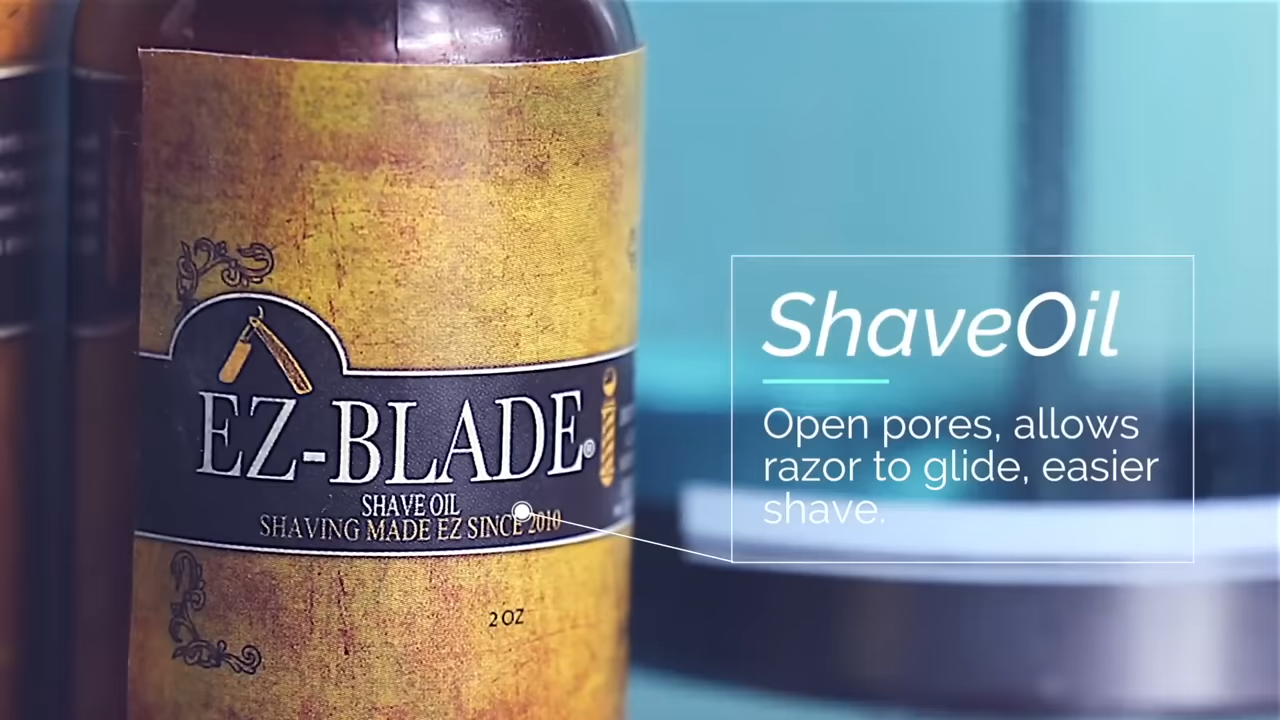 EZ-BLADE®
SHAVE OIL
SHAVING MADE EZ SINCE 2010
2 OZ
ShaveOil
Open pores, allows
razor to glide, easier
shave.